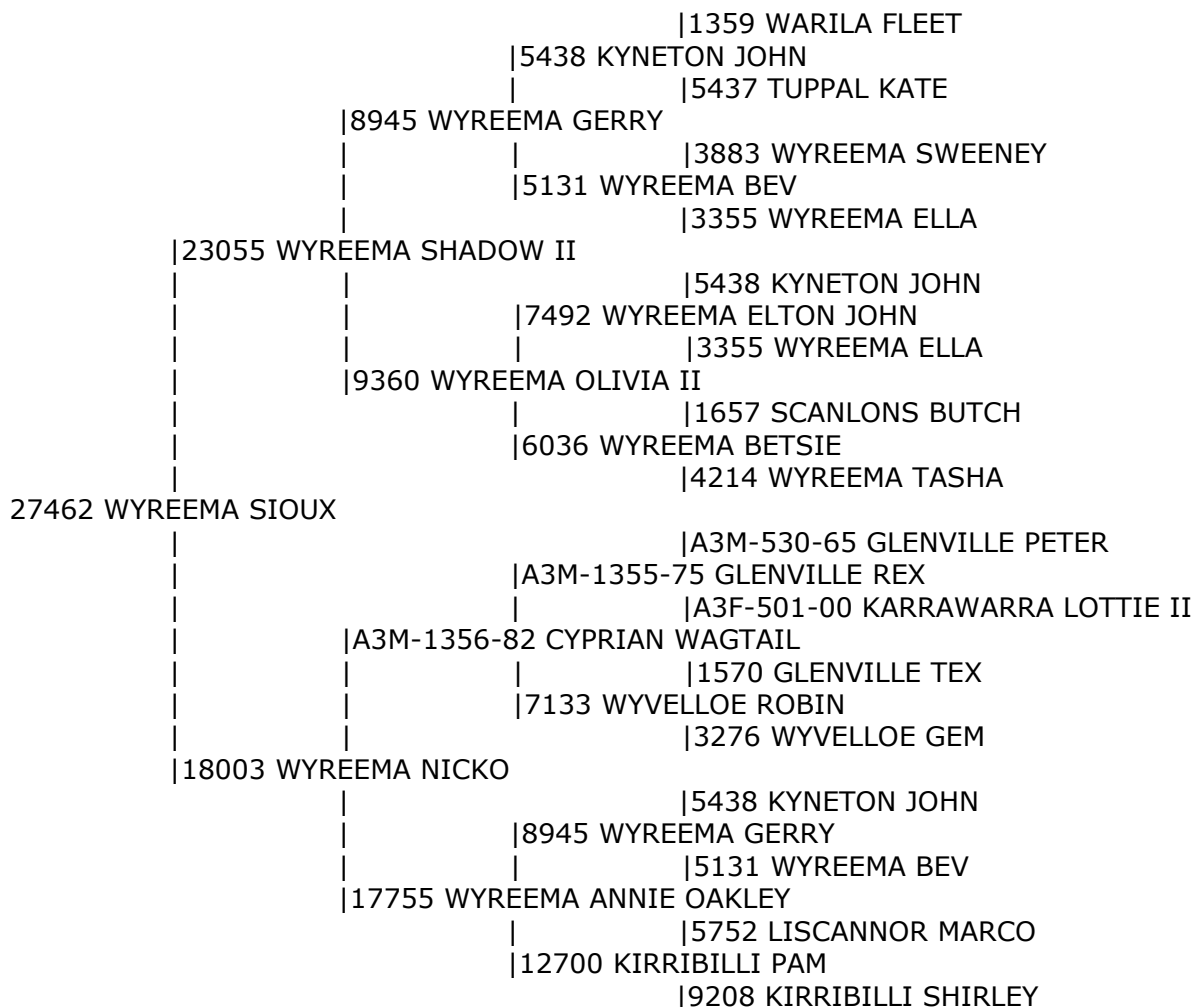 |1359 WARILA FLEET
|5438 KYNETON JOHN
| |5437 TUPPAL KATE
|8945 WYREEMA GERRY
| | |3883 WYREEMA SWEENEY
| |5131 WYREEMA BEV
| |3355 WYREEMA ELLA
|23055 WYREEMA SHADOW II
| | |5438 KYNETON JOHN
| | |7492 WYREEMA ELTON JOHN
| | | |3355 WYREEMA ELLA
| |9360 WYREEMA OLIVIA II
| | |1657 SCANLONS BUTCH
| |6036 WYREEMA BETSIE
| |4214 WYREEMA TASHA
27462 WYREEMA SIOUX
| |A3M-530-65 GLENVILLE PETER
| |A3M-1355-75 GLENVILLE REX
| | |A3F-501-00 KARRAWARRA LOTTIE II
| |A3M-1356-82 CYPRIAN WAGTAIL
| | | |1570 GLENVILLE TEX
| | |7133 WYVELLOE ROBIN
| | |3276 WYVELLOE GEM
|18003 WYREEMA NICKO
| |5438 KYNETON JOHN
| |8945 WYREEMA GERRY
| | |5131 WYREEMA BEV
|17755 WYREEMA ANNIE OAKLEY
| |5752 LISCANNOR MARCO
|12700 KIRRIBILLI PAM
|9208 KIRRIBILLI SHIRLEY